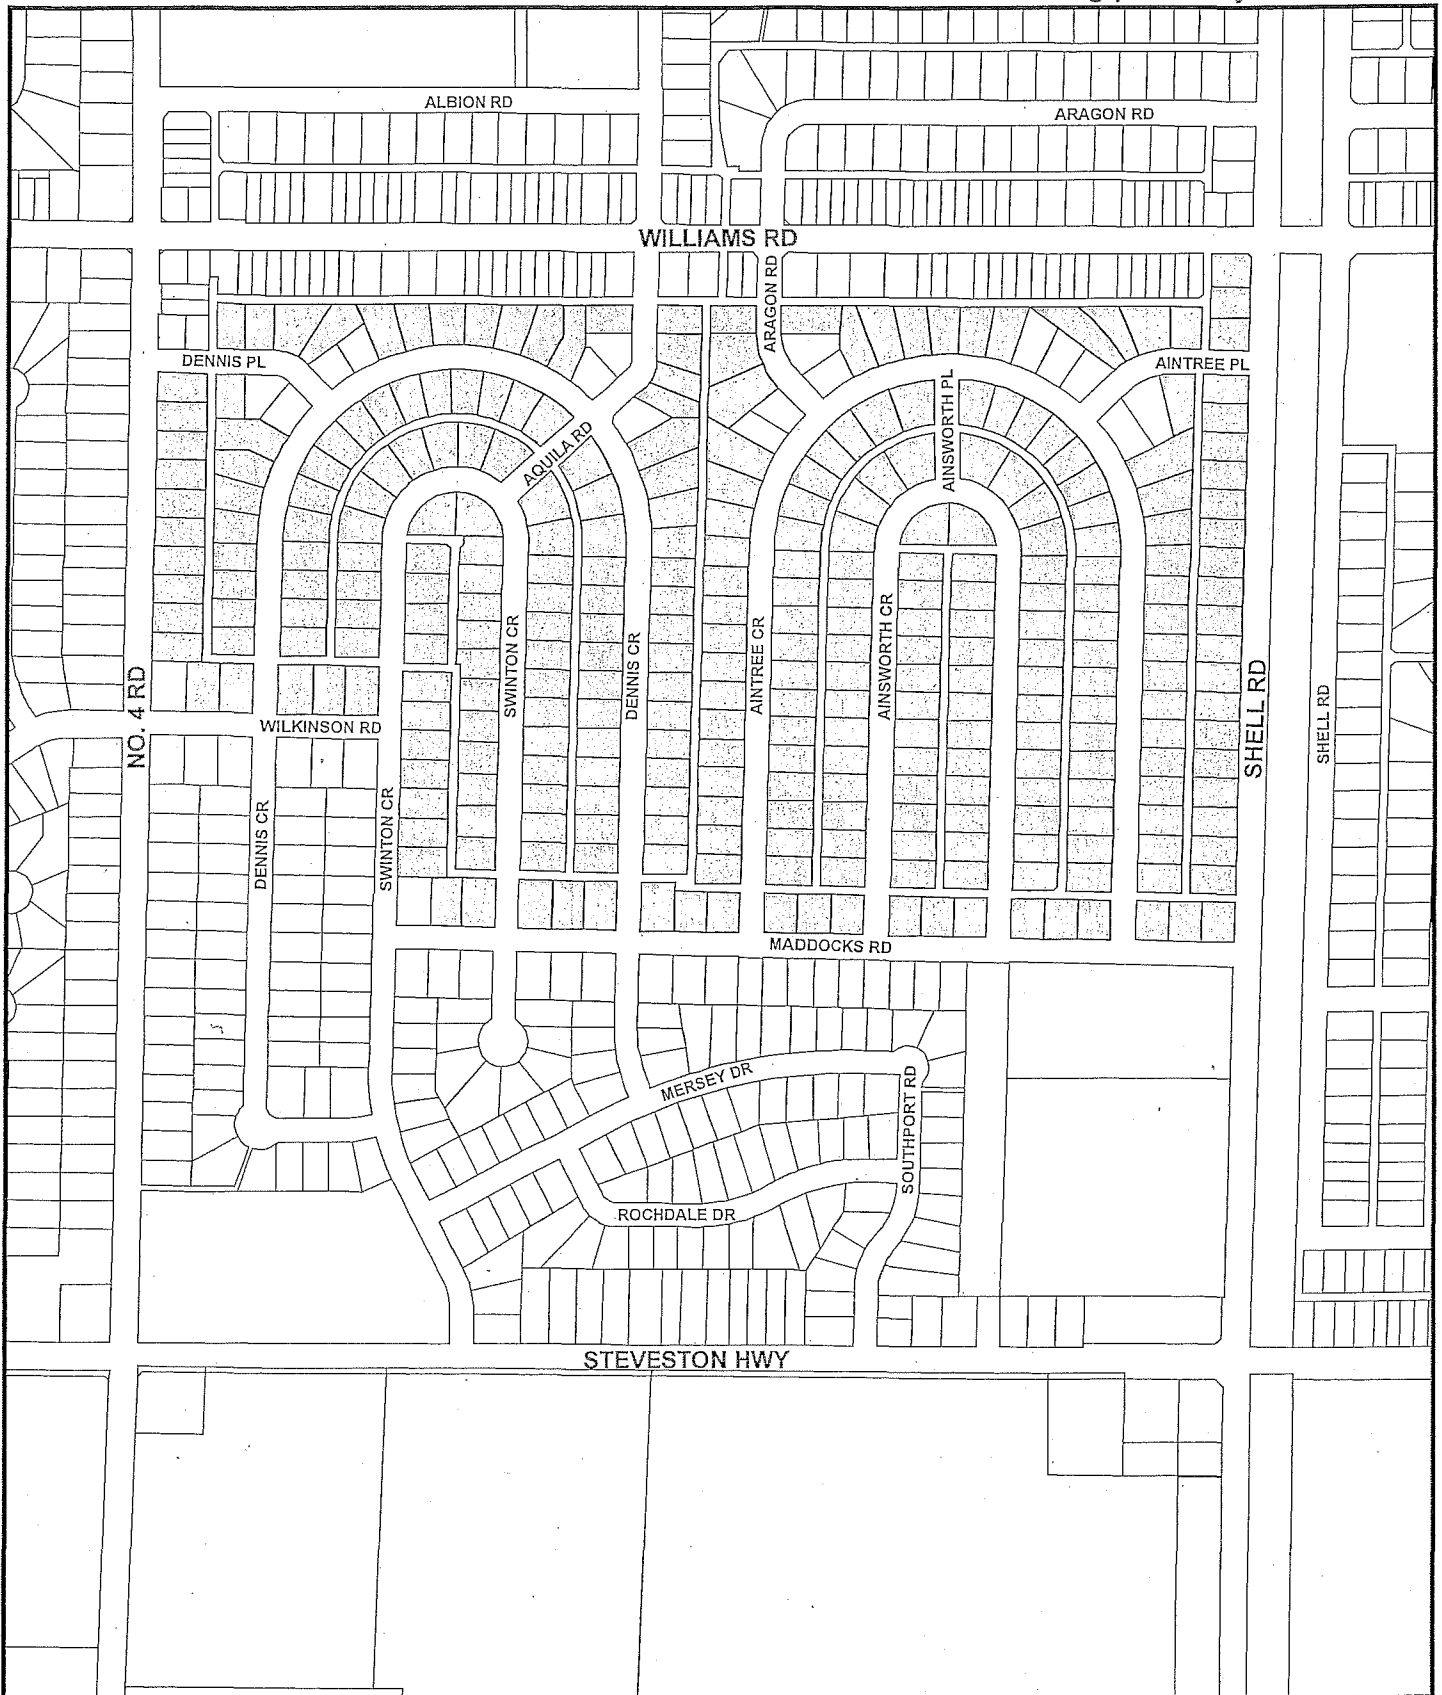 ALBION RD
ARAGON RD
WILLIAMS RD
ARAGON RD
DENNIS PL
AINTREE PL
AINSWORTH PL
AQUILA RD
SWINTON CR
DENNIS CR
AINTREE CR
AINSWORTH CR
NO. 4 RD
SHELL RD
SHELL RD
WILKINSON RD
DENNIS CR
SWINTON CR
MADDOCKS RD
MERSEY DR
SOUTHPORT RD
ROCHDALE DR
STEVESTON HWY